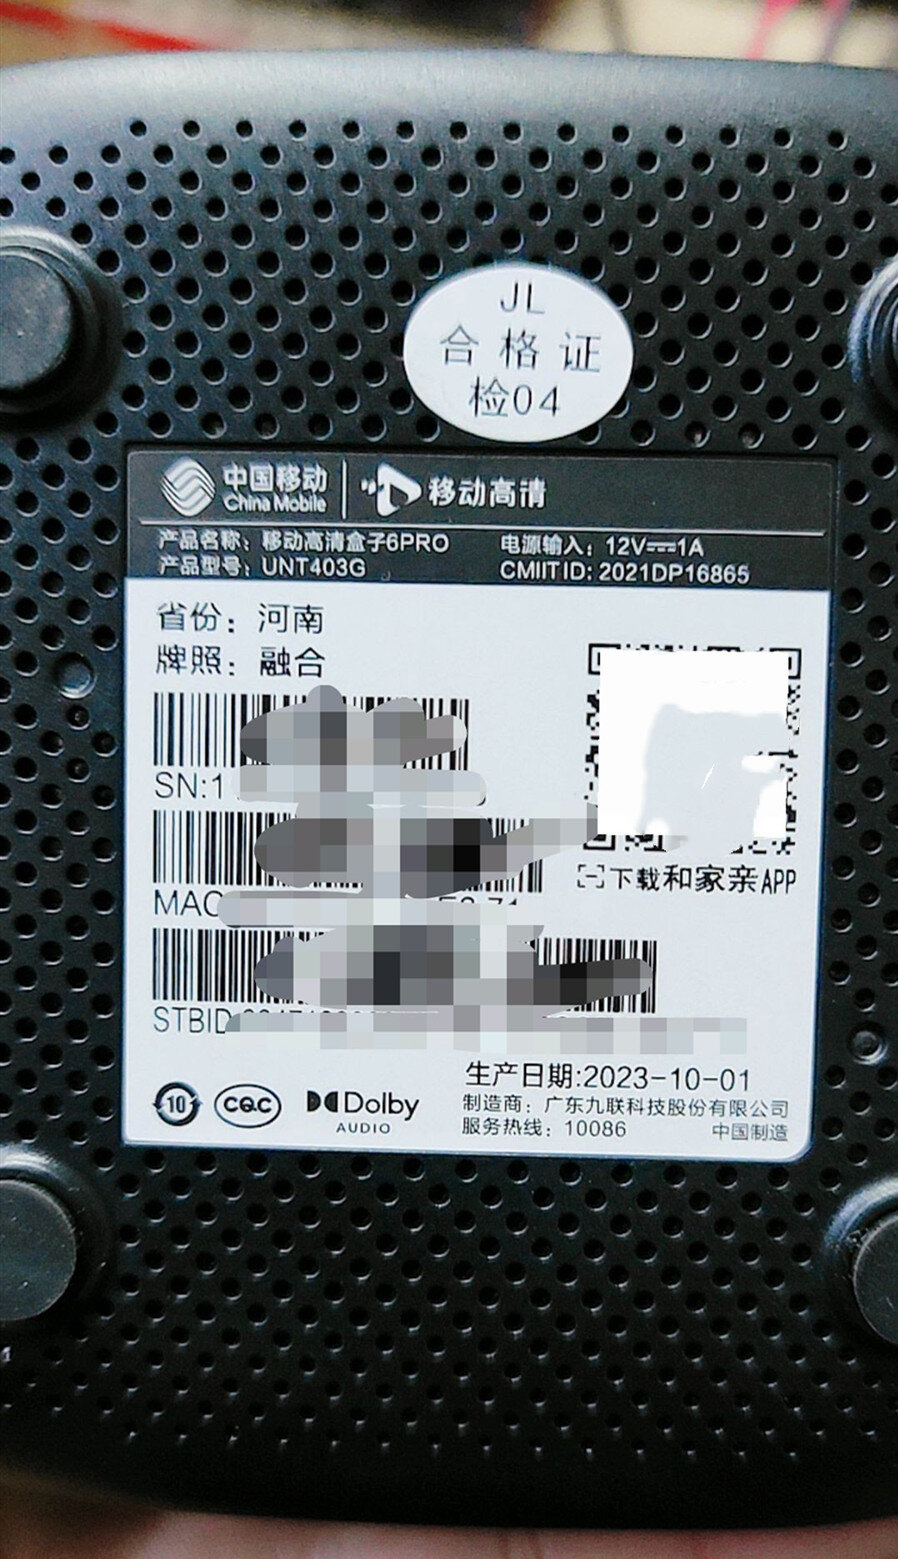 JL
合格证
检04
中国移动
China Mobile
移动高清
产品名称：移动高清盒子6PRO
电源输入：12V⎓1A
产品型号：UNT403G
CMIIT ID: 2021DP16865
省份：河南
牌照：融合
SN:1
下载和家亲APP
MAC
STBID
生产日期:2023-10-01
10
CQC
Dolby
AUDIO
制造商：广东九联科技股份有限公司
服务热线：10086
中国制造